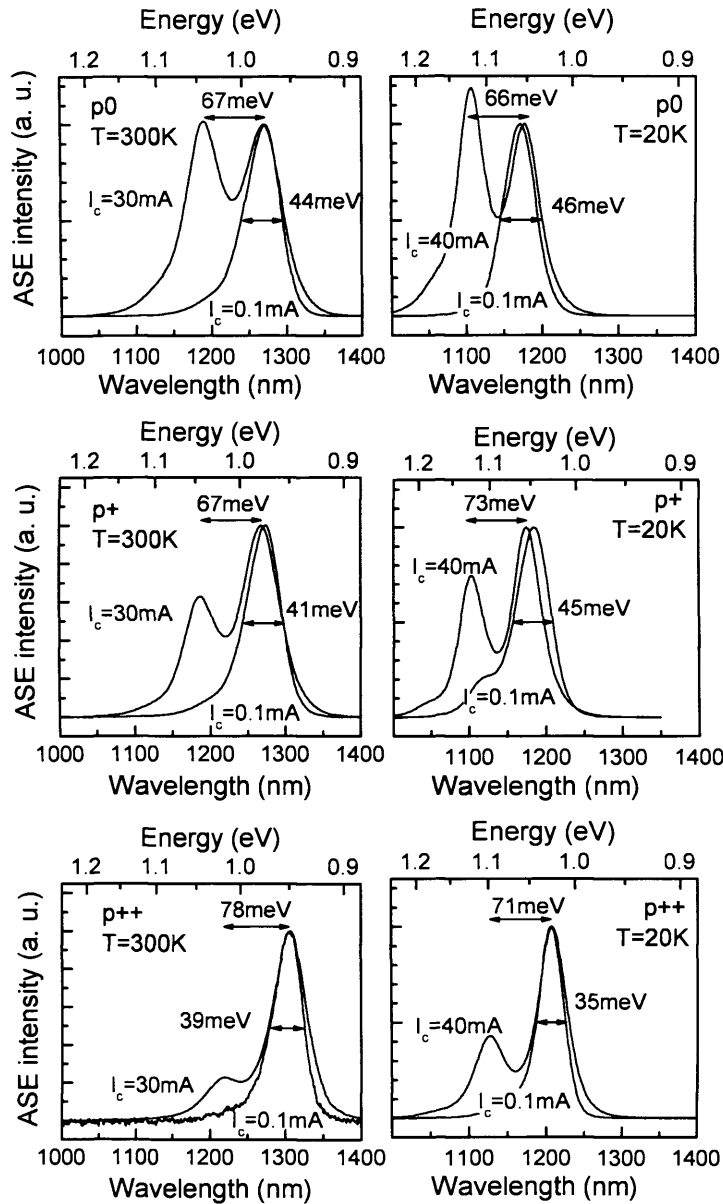 Energy (eV)
1.2 1.1 1.0 0.9
ASE intensity (a. u.)
67meV
p0
T=300K
I_c=30mA
44meV
I_c=0.1mA
1000 1100 1200 1300 1400
Wavelength (nm)
Energy (eV)
1.2 1.1 1.0 0.9
66meV
p0
T=20K
I_c=40mA
46meV
I_c=0.1mA
1100 1200 1300 1400
Wavelength (nm)
Energy (eV)
1.2 1.1 1.0 0.9
ASE intensity (a. u.)
p+
67meV
T=300K
I_c=30mA
41meV
I_c=0.1mA
1000 1100 1200 1300 1400
Wavelength (nm)
Energy (eV)
1.2 1.1 1.0
73meV
p+
T=20K
I_c=40mA
45meV
I_c=0.1mA
1100 1200 1300 1400
Wavelength (nm)
Energy (eV)
1.2 1.1 1.0 0.9
ASE intensity (a. u.)
p++
78meV
T=300K
39meV
I_c=30mA
I_c=0.1mA
1000 1100 1200 1300 1400
Wavelength (nm)
Energy (eV)
1.2 1.1 1.0 0.9
71meV
p++
T=20K
35meV
I_c=40mA
I_c=0.1mA
1100 1200 1300 1400
Wavelength (nm)